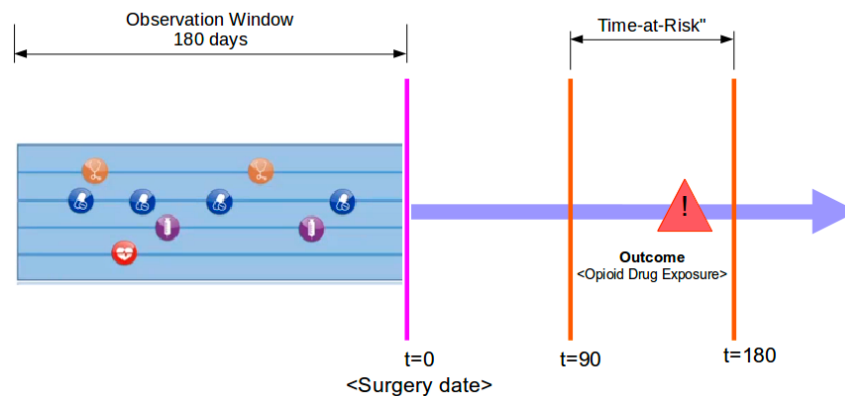 Observation Window
180 days
Time-at-Risk"
!
Outcome
<Opioid Drug Exposure>
t=0
<Surgery date>
t=90
t=180